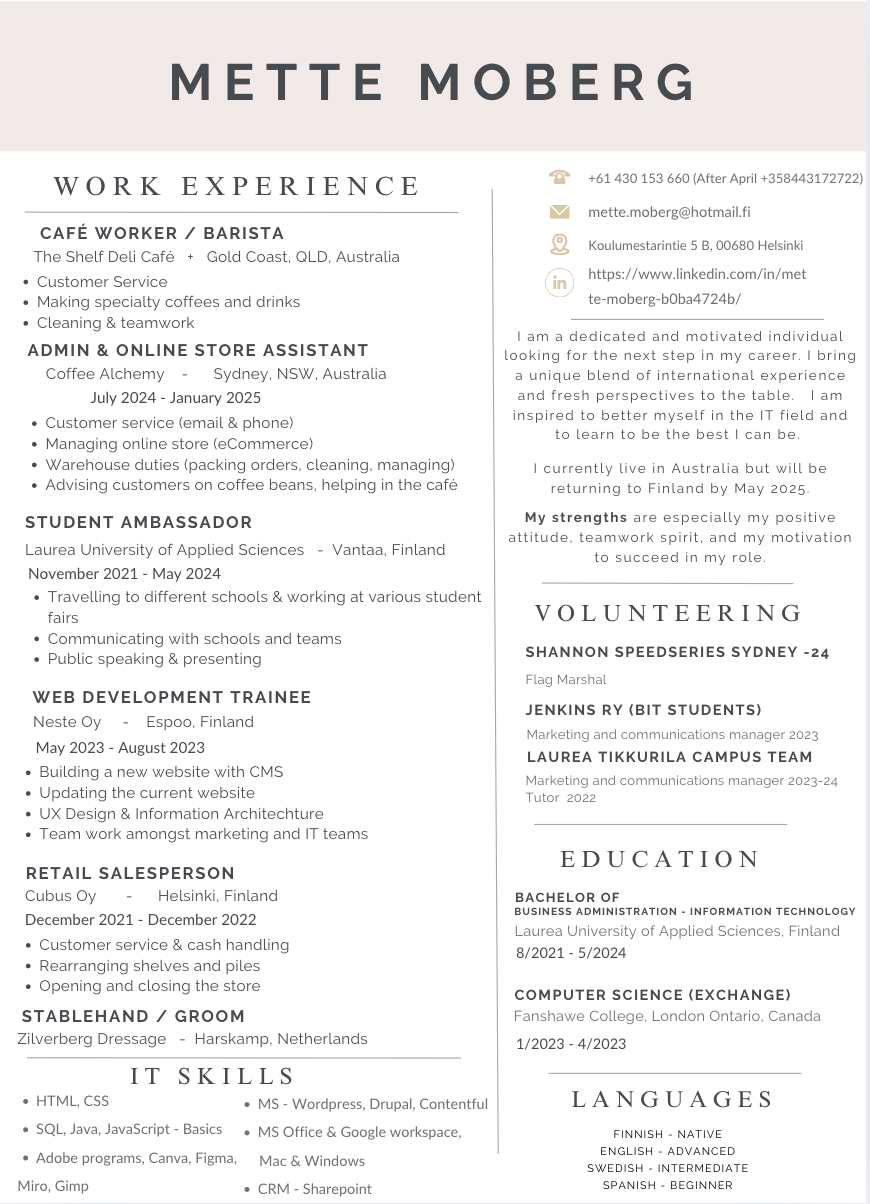 METTE MOBERG
WORK EXPERIENCE
CAFÉ WORKER / BARISTA
The Shelf Deli Café + Gold Coast, QLD, Australia
• Customer Service
• Making specialty coffees and drinks
• Cleaning & teamwork
ADMIN & ONLINE STORE ASSISTANT
Coffee Alchemy - Sydney, NSW, Australia
July 2024 - January 2025
• Customer service (email & phone)
• Managing online store (eCommerce)
• Warehouse duties (packing orders, cleaning, managing)
• Advising customers on coffee beans, helping in the café
STUDENT AMBASSADOR
Laurea University of Applied Sciences - Vantaa, Finland
November 2021 - May 2024
• Travelling to different schools & working at various student
fairs
• Communicating with schools and teams
• Public speaking & presenting
WEB DEVELOPMENT TRAINEE
Neste Oy - Espoo, Finland
May 2023 - August 2023
• Building a new website with CMS
• Updating the current website
• UX Design & Information Archichture
• Team work amongst marketing and IT teams
RETAIL SALESPERSON
Cubus Oy - Helsinki, Finland
December 2021 - December 2022
• Customer service & cash handling
• Rearranging shelves and piles
• Opening and closing the store
STABLEHAND / GROOM
Zilverberg Dressage - Harskamp, Netherlands
IT SKILLS
• HTML, CSS
• SQL, Java, JavaScript - Basics
• Adobe programs, Canva, Figma,
Miro, Gimp
• MS - Wordpress, Drupal, Contentful
• MS Office & Google workspace,
Mac & Windows
• CRM - Sharepoint
+61 430 153 660 (After April +358443172722)
mette.moberg@hotmail.fi
Koulumestarintie 5 B, 00680 Helsinki
in
https://www.linkedin.com/in/met
te-moberg-b0ba4724b/
I am a dedicated and motivated individual
looking for the next step in my career. I bring
a unique blend of international experience
and fresh perspectives to the table. I am
inspired to better myself in the IT field and
to learn to be the best I can be.
I currently live in Australia but will be
returning to Finland by May 2025.
My strengths are especially my positive
attitude, teamwork spirit, and my motivation
to succeed in my role.
VOLUNTEERING
SHANNON SPEEDSERIES SYDNEY -24
Flag Marshal
JENKINS RY (BIT STUDENTS)
Marketing and communications manager 2023
LAUREA TIKKURILA CAMPUS TEAM
Marketing and communications manager 2023-24
Tutor 2022
EDUCATION
BACHELOR OF
BUSINESS ADMINISTRATION - INFORMATION TECHNOLOGY
Laurea University of Applied Sciences, Finland
8/2021 - 5/2024
COMPUTER SCIENCE (EXCHANGE)
Fanshawe College, London Ontario, Canada
1/2023 - 4/2023
LANGUAGES
FINNISH - NATIVE
ENGLISH - ADVANCED
SWEDISH - INTERMEDIATE
SPANISH - BEGINNER